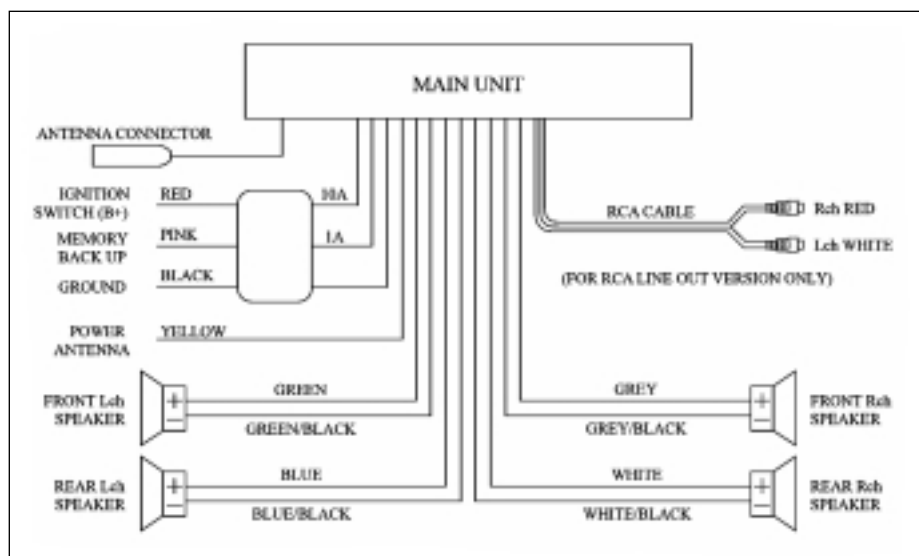 MAIN UNIT
ANTENNA CONNECTOR
IGNITION
SWITCH (B+)
RED
10A
MEMORY
BACK UP
PINK
1A
GROUND
BLACK
POWER
ANTENNA
YELLOW
RCA CABLE
Rch RED
Lch WHITE
(FOR RCA LINE OUT VERSION ONLY)
FRONT Lch
SPEAKER
+
−
GREEN
GREEN/BLACK
GREY
GREY/BLACK
+
−
FRONT Rch
SPEAKER
REAR Lch
SPEAKER
+
−
BLUE
BLUE/BLACK
WHITE
WHITE/BLACK
+
−
REAR Rch
SPEAKER